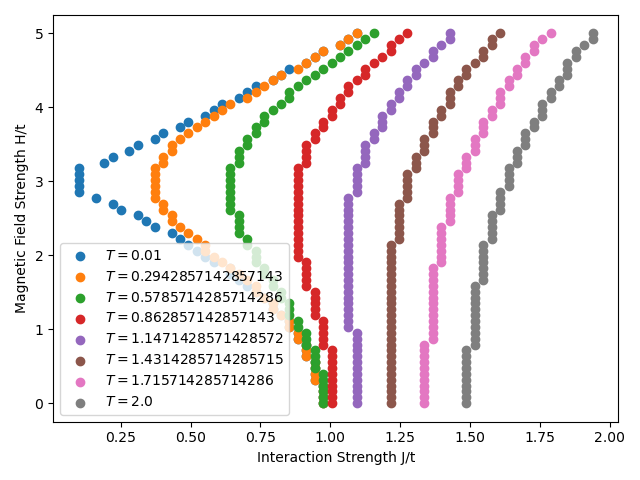 Magnetic Field Strength H/t
5
4
3
2
1
0
T = 0.01
T = 0.2942857142857143
T = 0.5785714285714286
T = 0.862857142857143
T = 1.1471428571428572
T = 1.4314285714285715
T = 1.715714285714286
T = 2.0
0.25 0.50 0.75 1.00 1.25 1.50 1.75 2.00
Interaction Strength J/t